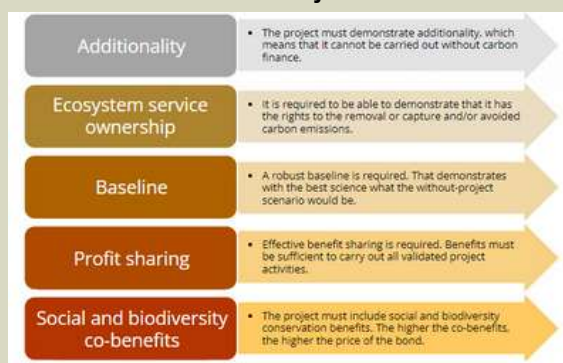 Additionality
• The project must demonstrate additionality, which
means that it cannot be carried out without carbon
finance.
Ecosystem service
ownership
• It is required to be able to demonstrate that it has
the rights to the removal or capture and/or avoided
carbon emissions.
Baseline
• A robust baseline is required. That demonstrates
with the best science what the without-project
scenario would be.
Profit sharing
• Effective benefit sharing is required. Benefits must
be sufficient to carry out all validated project
activities.
Social and biodiversity
co-benefits
• The project must include social and biodiversity
conservation benefits. The higher the co-benefits,
the higher the price of the bond.